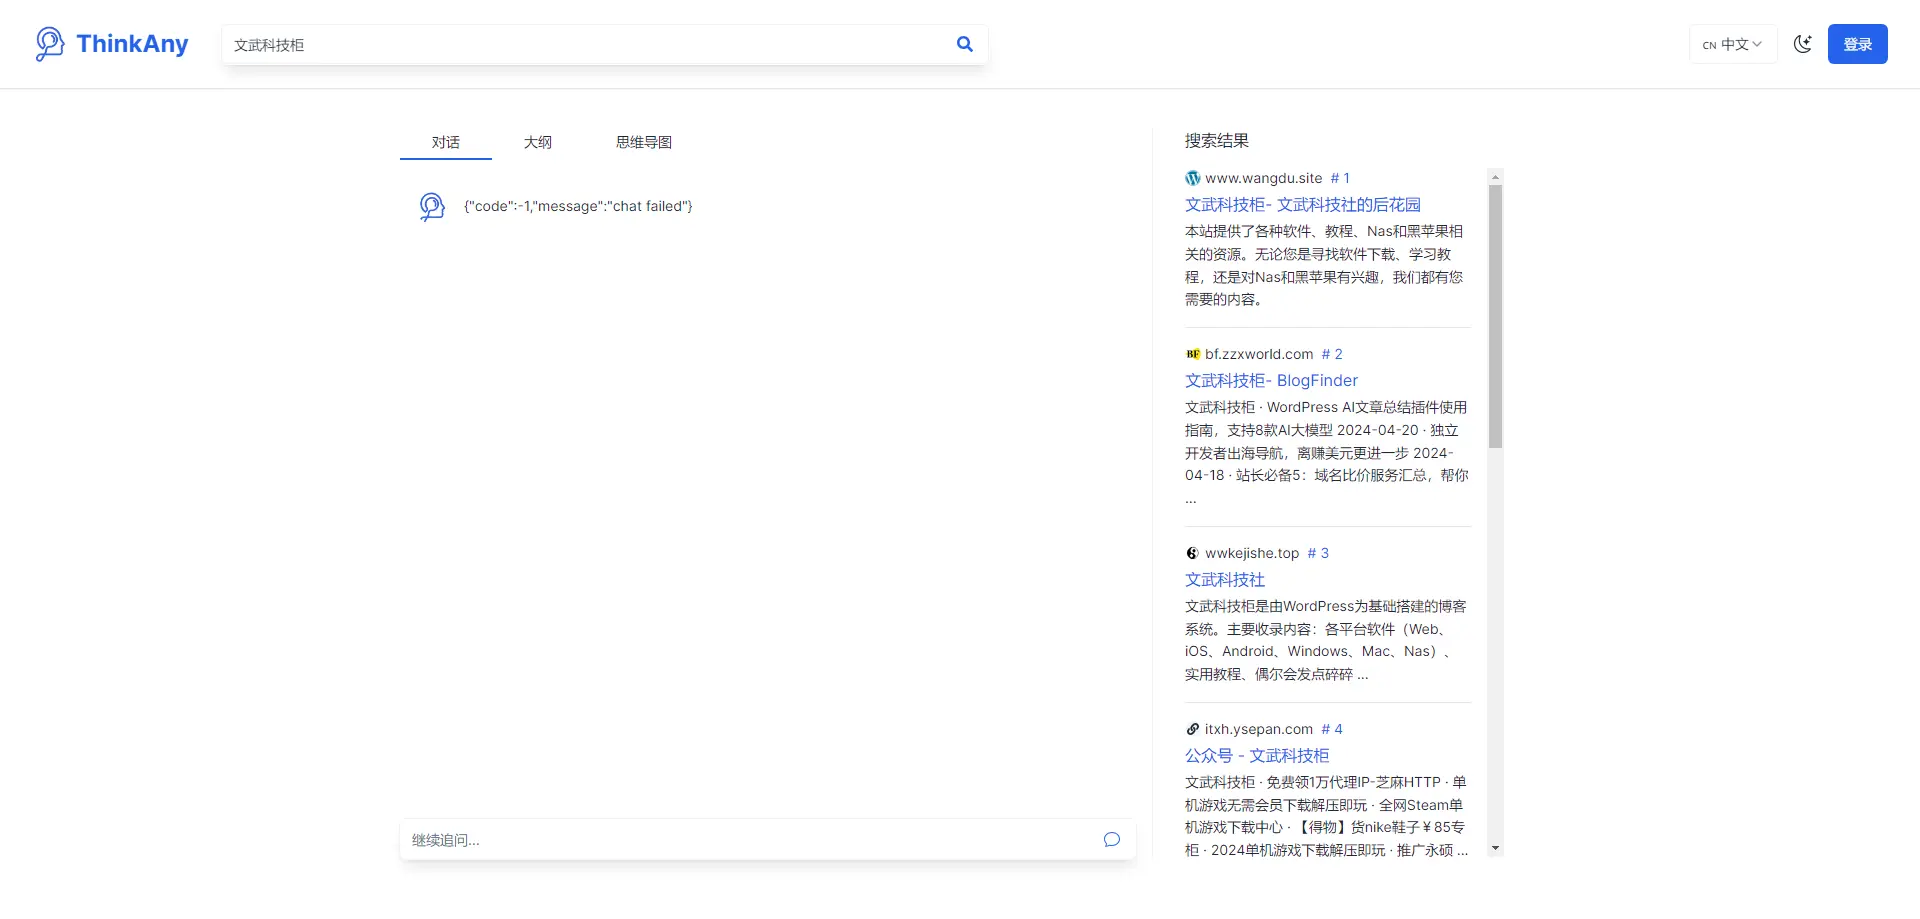 ThinkAny
文武科技柜
CN 中文
登录
对话
大纲
思维导图
{"code":-1,"message":"chat failed"}
继续追问...
搜索结果
www.wangdu.site # 1
文武科技柜- 文武科技社的后花园
本站提供了各种软件、教程、Nas和黑苹果相
关的资源。无论您是寻找软件下载、学习教
程，还是对Nas和黑苹果有兴趣，我们都有您
需要的内容。
BF bf.zzxworld.com # 2
文武科技柜- BlogFinder
文武科技柜 · WordPress AI文章总结插件使用
指南，支持8款AI大模型 2024-04-20 · 独立
开发者出海导航，离赚美元更进一步 2024-
04-18 · 站长必备5：域名比价服务汇总，帮你
...
wwkejishe.top # 3
文武科技社
文武科技柜是由WordPress为基础搭建的博客
系统。主要收录内容：各平台软件（Web、
iOS、Android、Windows、Mac、Nas）、
实用教程、偶尔会发点碎碎 ...
itxh.ysepan.com # 4
公众号 - 文武科技柜
文武科技柜 · 免费领1万代理IP-芝麻HTTP · 单
机游戏无需会员下载解压即玩 · 全网Steam单
机游戏下载中心 · 【得物】货nike鞋子￥85专
柜 · 2024单机游戏下载解压即玩 · 推广永硕 ...